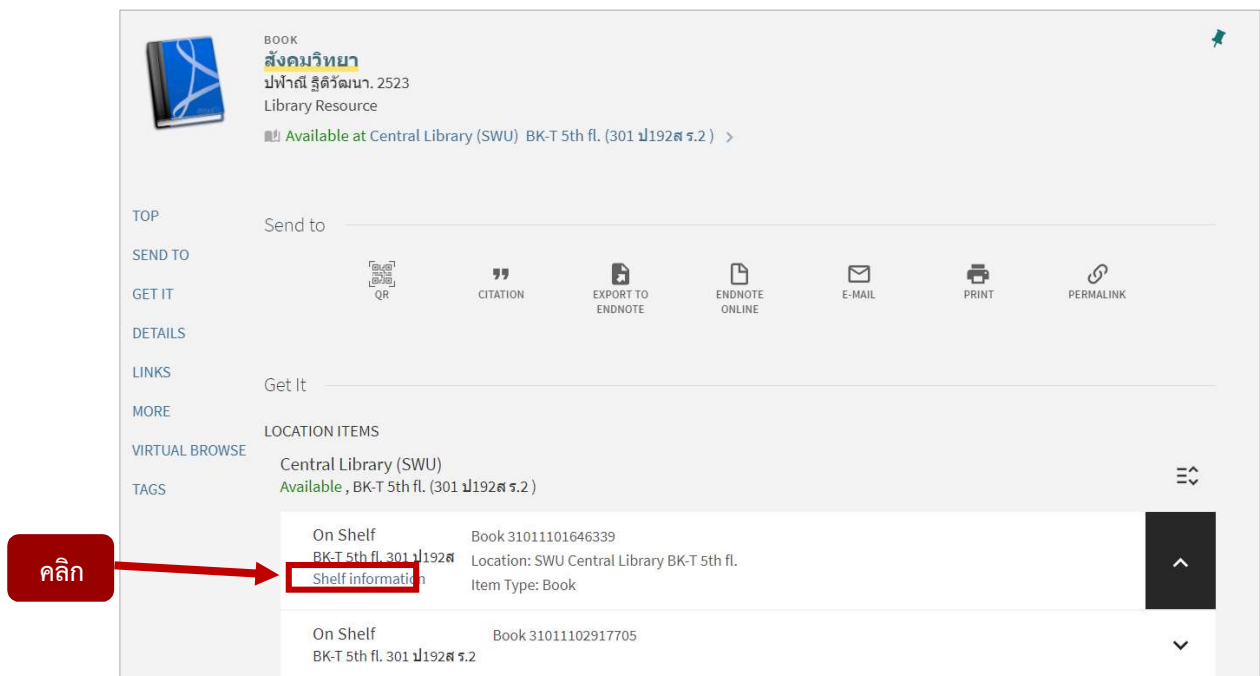 BOOK
สังคมวิทยา
ปฬาณี ฐิติวัฒนา. 2523
Library Resource
Available at Central Library (SWU) BK-T 5th fl. (301 ป192ส ร.2 )
TOP
SEND TO
GET IT
DETAILS
LINKS
MORE
VIRTUAL BROWSE
TAGS
Send to
QR
CITATION
EXPORT TO
ENDNOTE
ENDNOTE
ONLINE
E-MAIL
PRINT
PERMALINK
Get It
LOCATION ITEMS
Central Library (SWU)
Available , BK-T 5th fl. (301 ป192ส ร.2 )
คลิก
On Shelf
BK-T 5th fl. 301 ป192ส
Shelf information
Book 31011101646339
Location: SWU Central Library BK-T 5th fl.
Item Type: Book
On Shelf
BK-T 5th fl. 301 ป192ส ร.2
Book 31011102917705